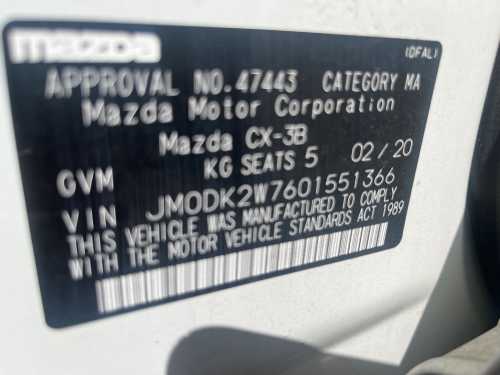 mazda
(DFAL)
APPROVAL NO.47443 CATEGORY MA
Mazda Motor Corporation
Mazda CX-3B
GVM KG SEATS 5 02/20
VIN JM0DK2W7601551366
THIS VEHICLE WAS MANUFACTURED TO COMPLY
WITH THE MOTOR VEHICLE STANDARDS ACT 1989